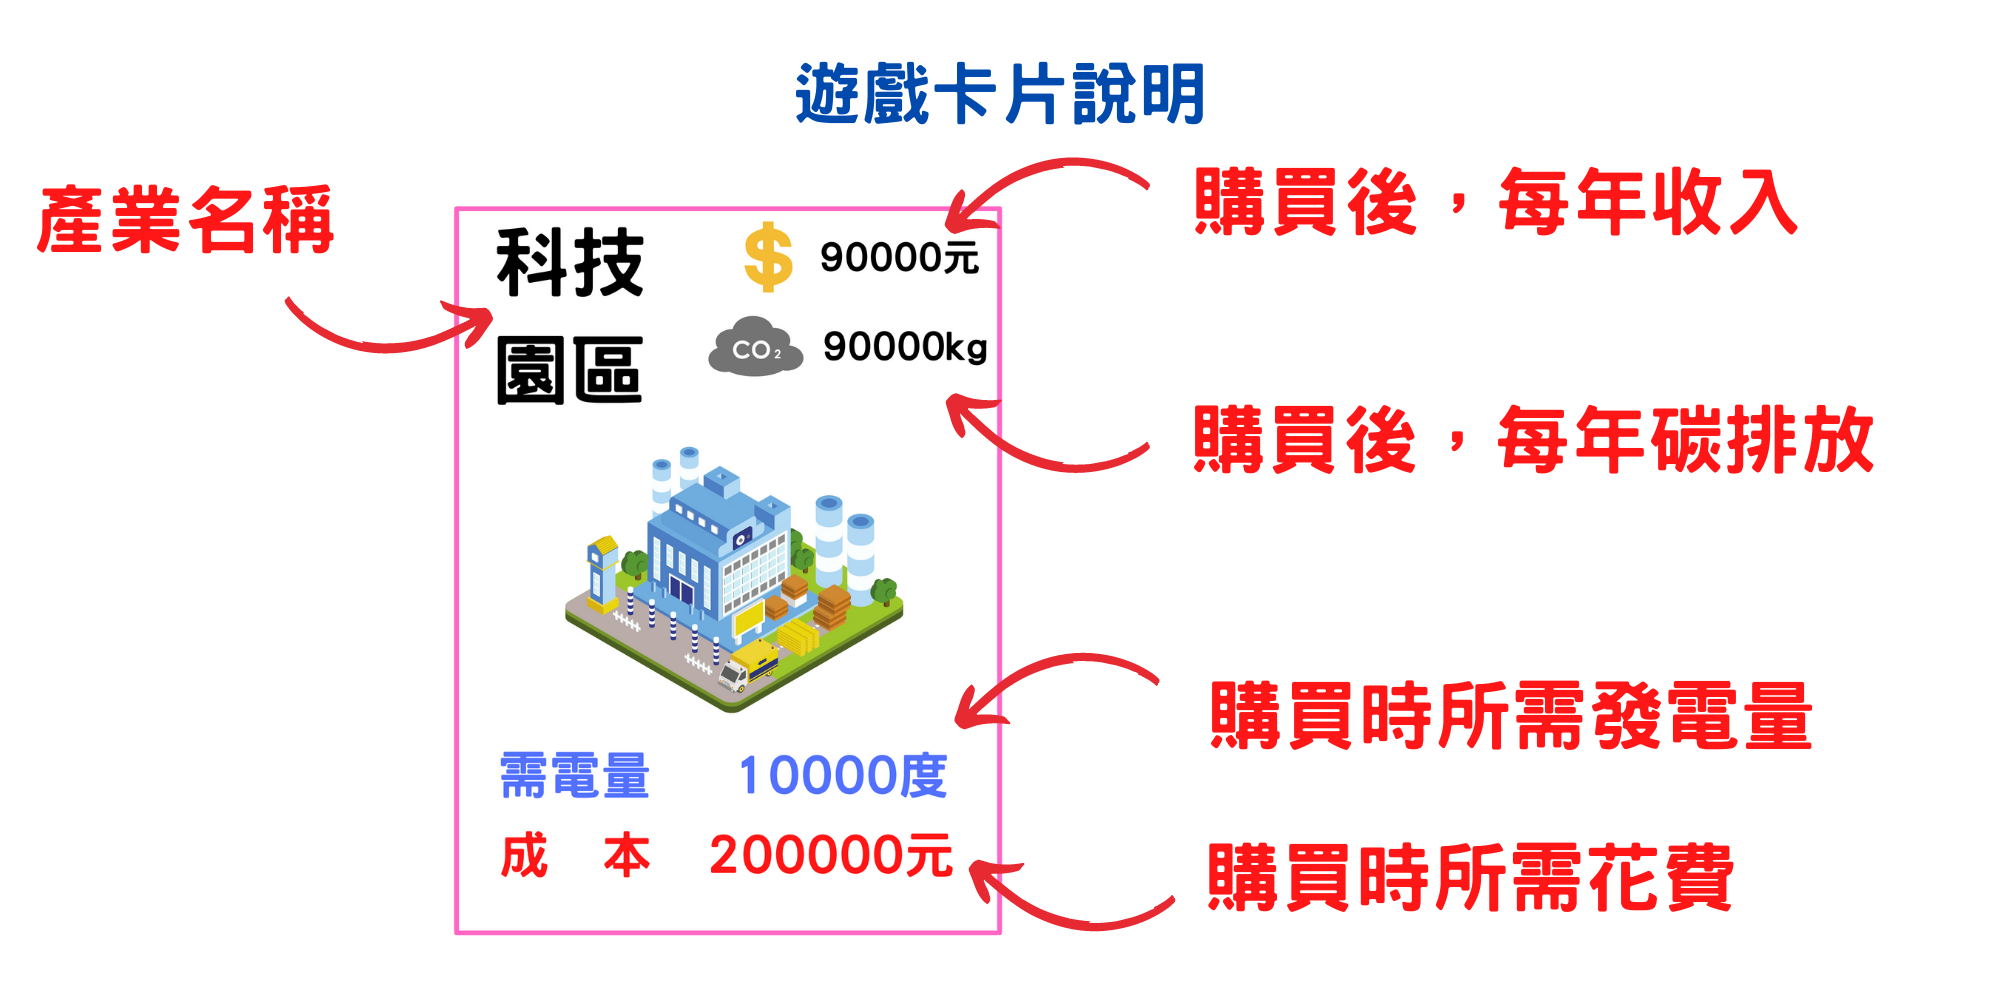 遊戲卡片說明
產業名稱
科技
園區
$ 90000元
CO₂ 90000kg
購買後，每年收入
購買後，每年碳排放
需電量 10000度
成 本 200000元
購買時所需發電量
購買時所需花費